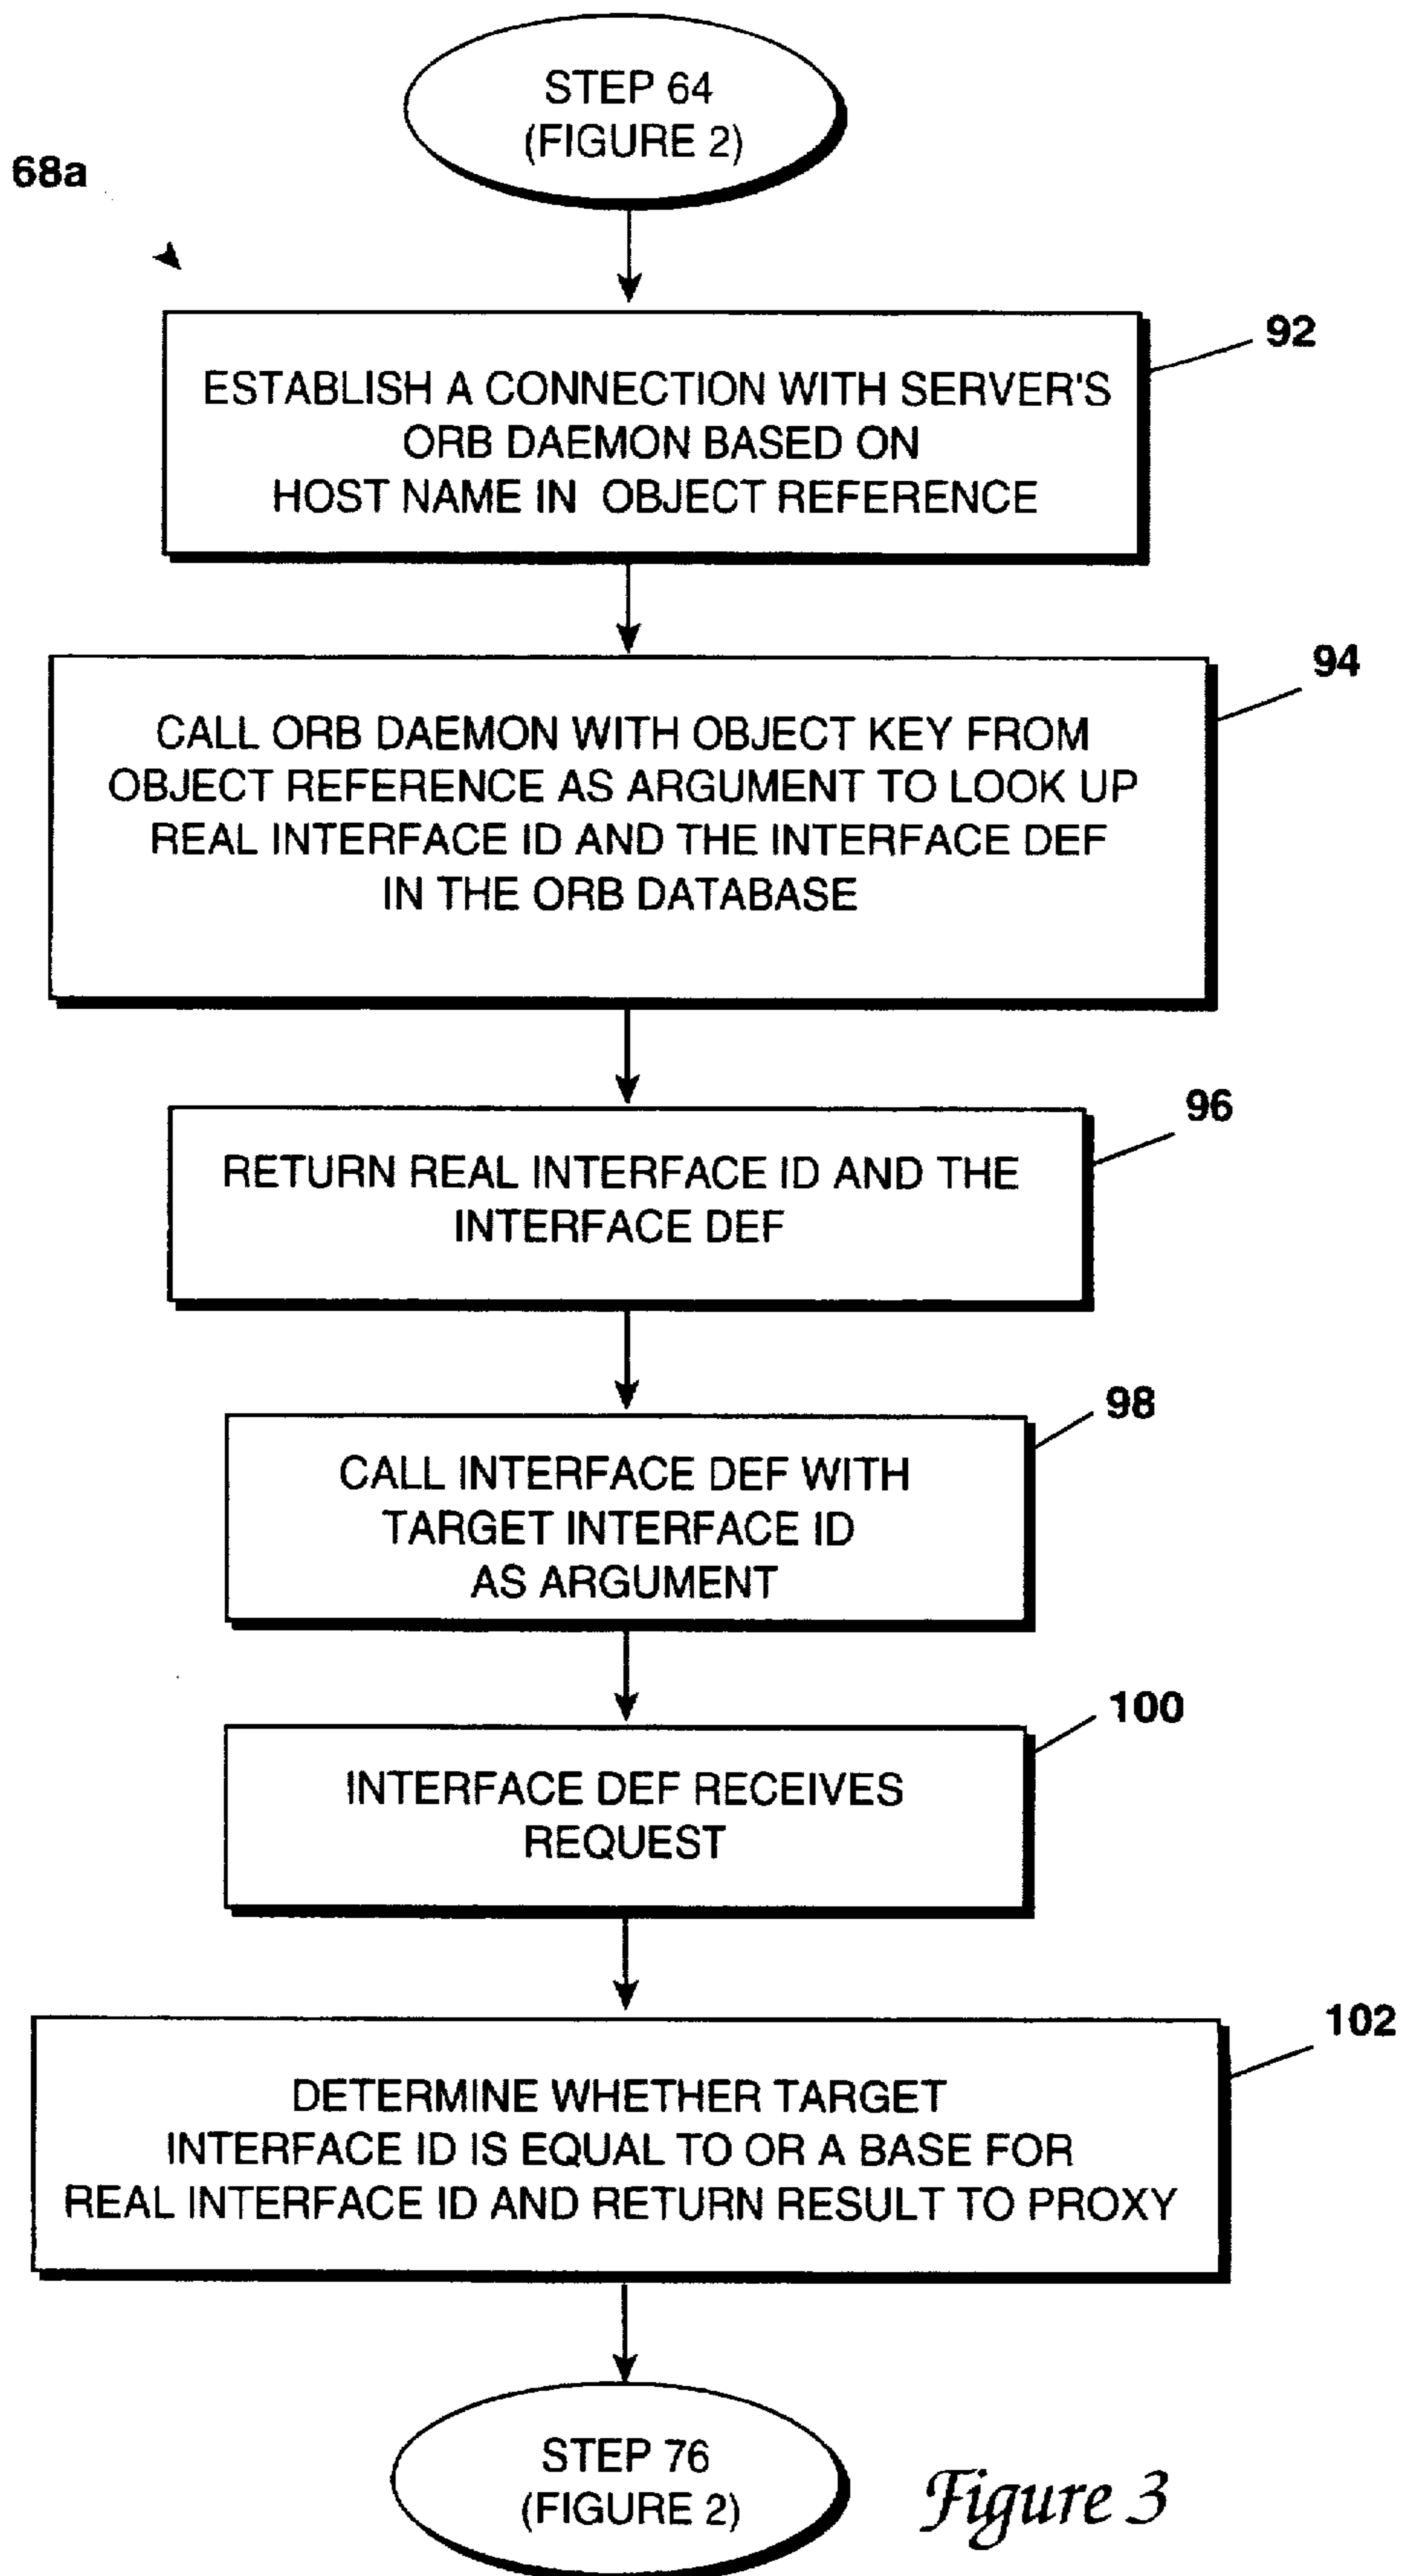 STEP 64
(FIGURE 2)
68a
92
ESTABLISH A CONNECTION WITH SERVER'S
ORB DAEMON BASED ON
HOST NAME IN OBJECT REFERENCE
94
CALL ORB DAEMON WITH OBJECT KEY FROM
OBJECT REFERENCE AS ARGUMENT TO LOOK UP
REAL INTERFACE ID AND THE INTERFACE DEF
IN THE ORB DATABASE
96
RETURN REAL INTERFACE ID AND THE
INTERFACE DEF
98
CALL INTERFACE DEF WITH
TARGET INTERFACE ID
AS ARGUMENT
100
INTERFACE DEF RECEIVES
REQUEST
102
DETERMINE WHETHER TARGET
INTERFACE ID IS EQUAL TO OR A BASE FOR
REAL INTERFACE ID AND RETURN RESULT TO PROXY
STEP 76
(FIGURE 2)
Figure 3